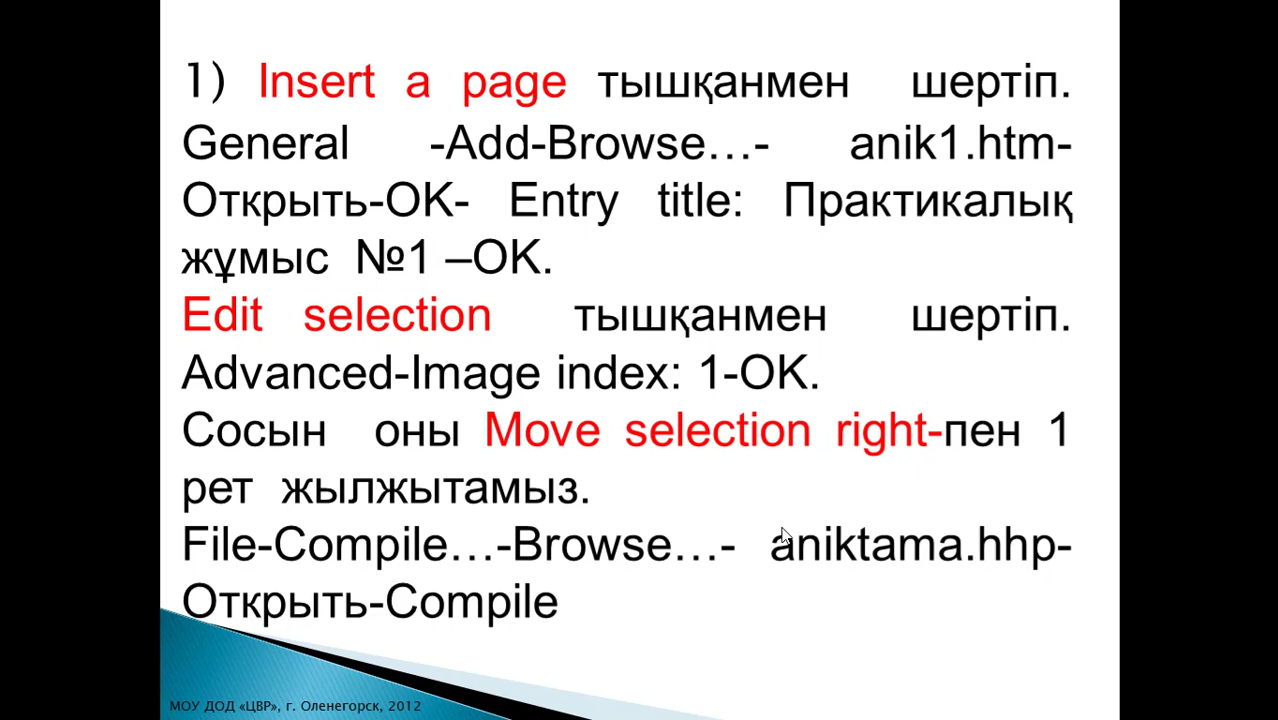 1) Insert a page тышқанмен шертіп.
General -Add-Browse…- anik1.htm-
Открыть-OK- Entry title: Практикалық
жұмыс №1 –OK.
Edit selection тышқанмен шертіп.
Advanced-Image index: 1-OK.
Сосын оны Move selection right-пен 1
рет жылжытамыз.
File-Compile…-Browse…- aniktama.hhp-
Открыть-Compile
МОУ ДОД «ЦВР», г. Оленегорск, 2012